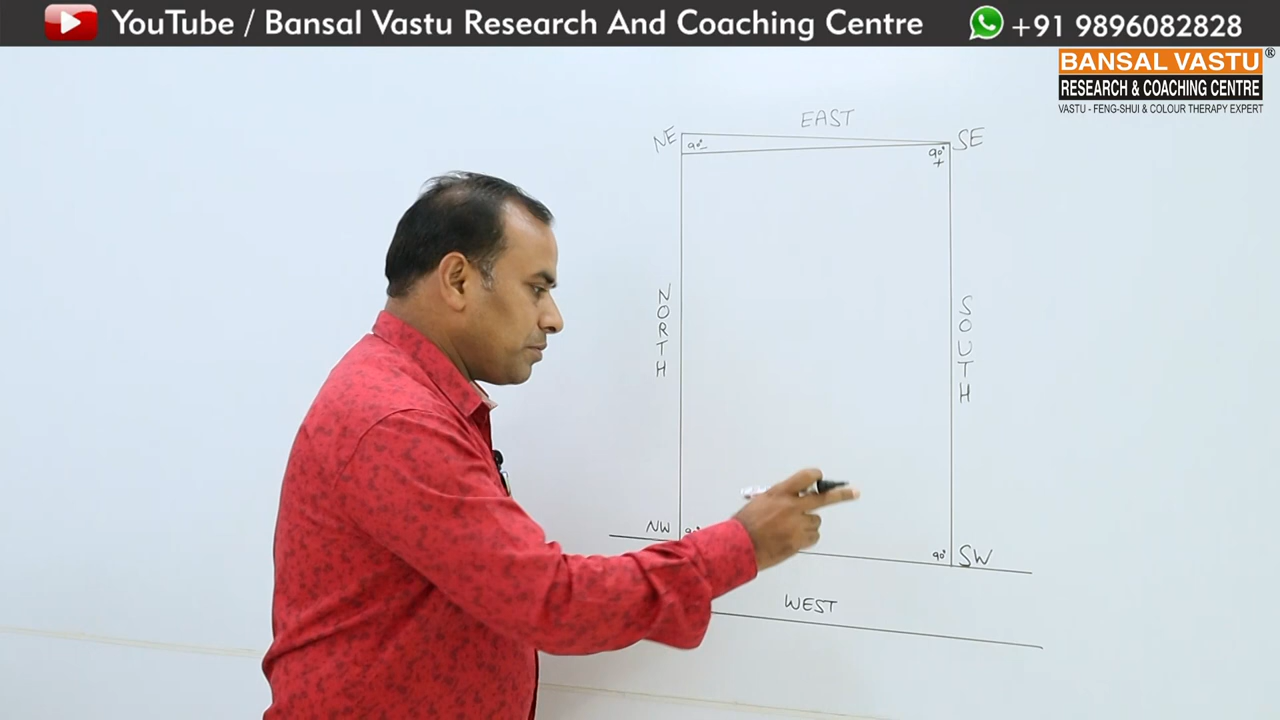 YouTube / Bansal Vastu Research And Coaching Centre
+91 9896082828
BANSAL VASTU®
RESEARCH & COACHING CENTRE
VASTU - FENG-SHUI & COLOUR THERAPY EXPERT
EAST
NE
SE
90°-
90°
+
NORTH
SOUTH
NW
90°
SW
WEST